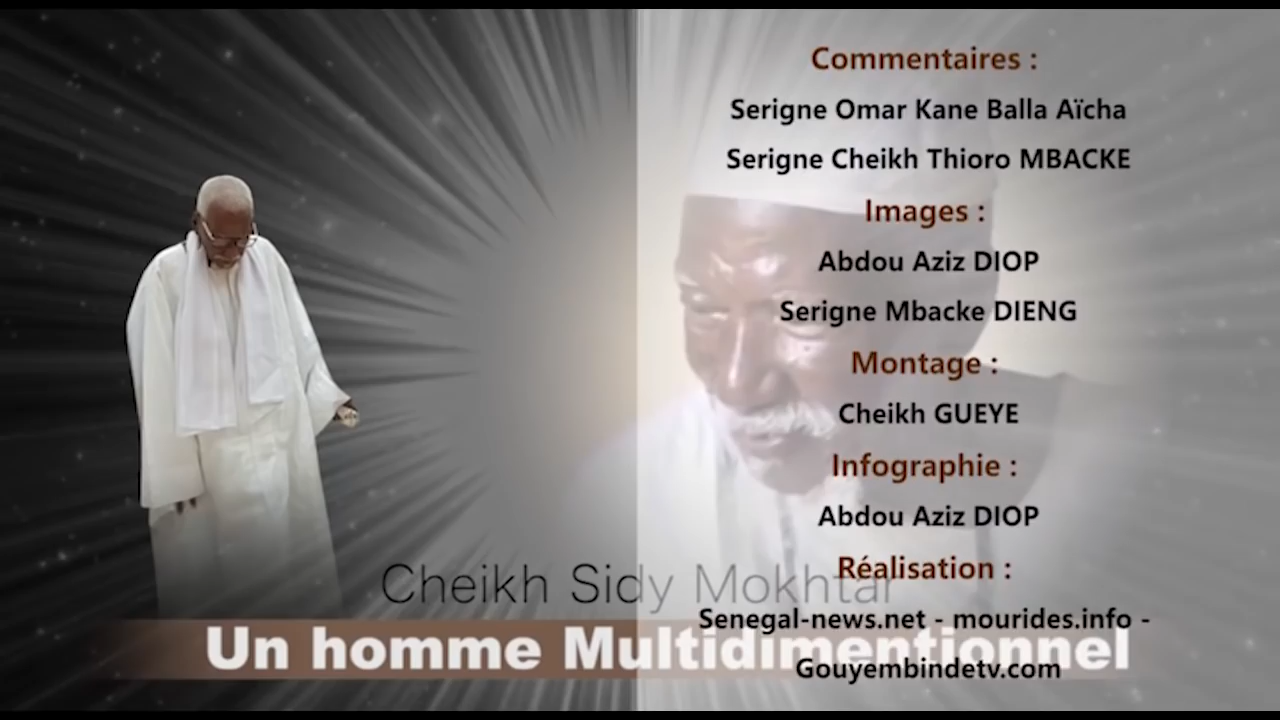 Commentaires :
Serigne Omar Kane Balla Aïcha
Serigne Cheikh Thioro MBACKE
Images :
Abdou Aziz DIOP
Serigne Mbacke DIENG
Montage :
Cheikh GUEYE
Infographie :
Abdou Aziz DIOP
Réalisation :
Cheikh Sidy Mokhtar
Senegal-news.net - mourides.info -
Un homme Multidimentionnel
Gouyembindetv.com